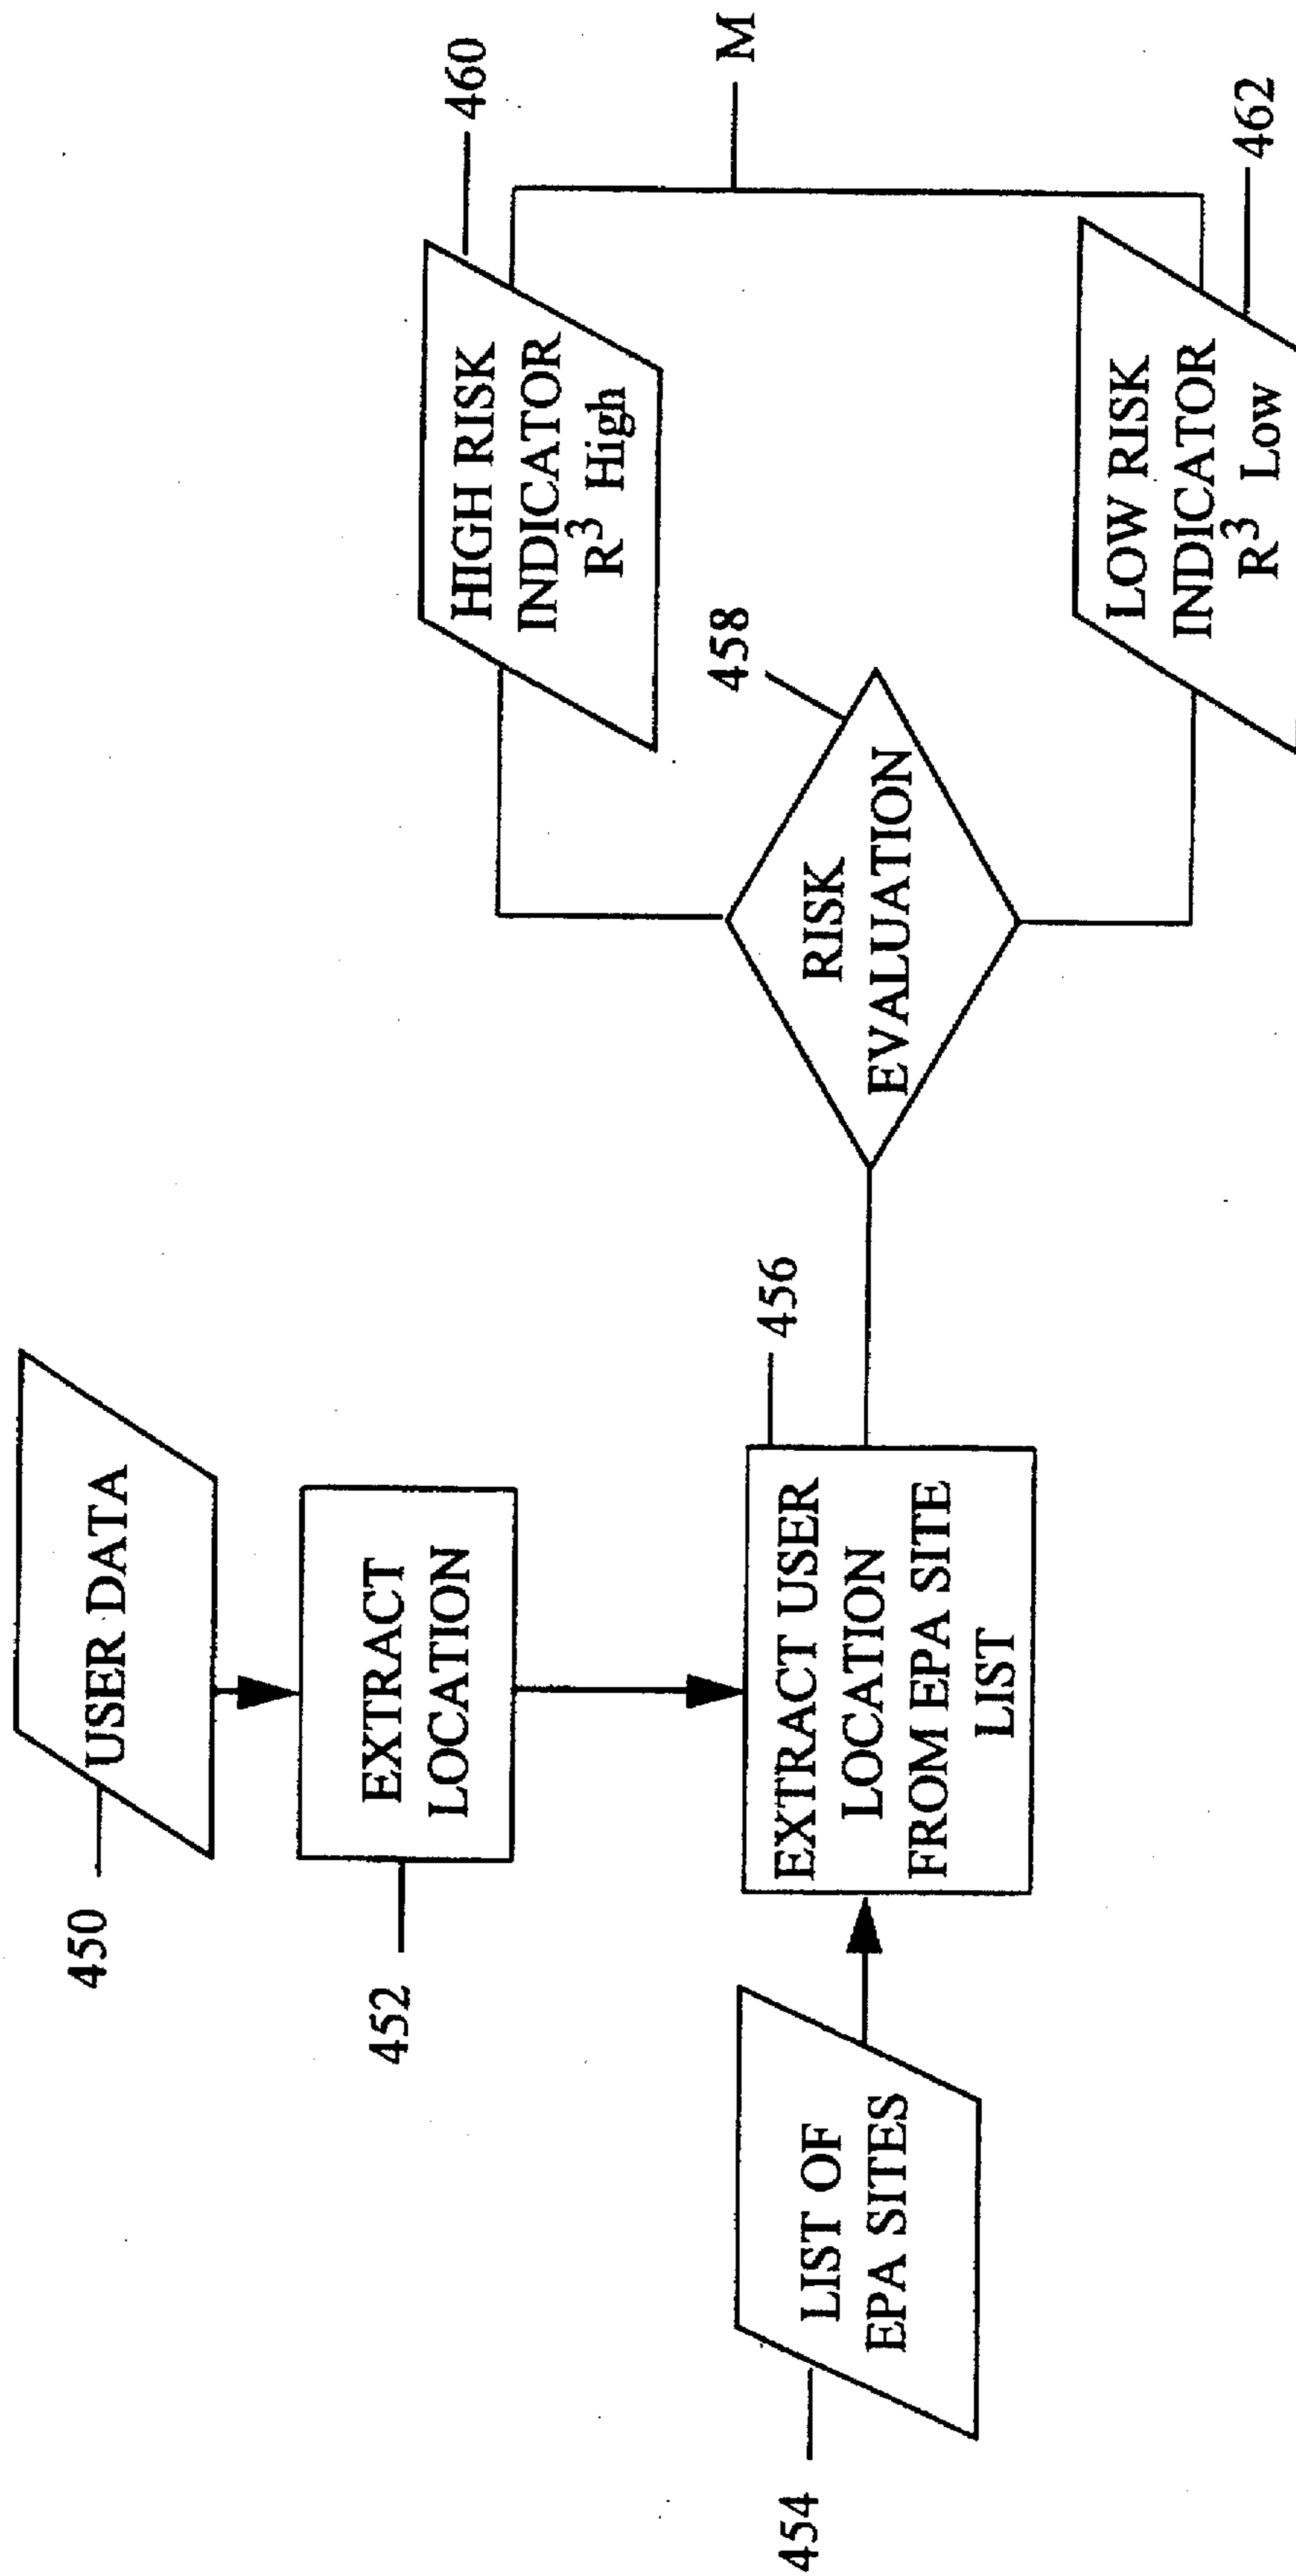 450
USER DATA
452
EXTRACT
LOCATION
454
LIST OF
EPA SITES
EXTRACT USER
LOCATION
FROM EPA SITE
LIST
456
RISK
EVALUATION
458
HIGH RISK
INDICATOR
R³ High
460
M
LOW RISK
INDICATOR
R³ Low
462